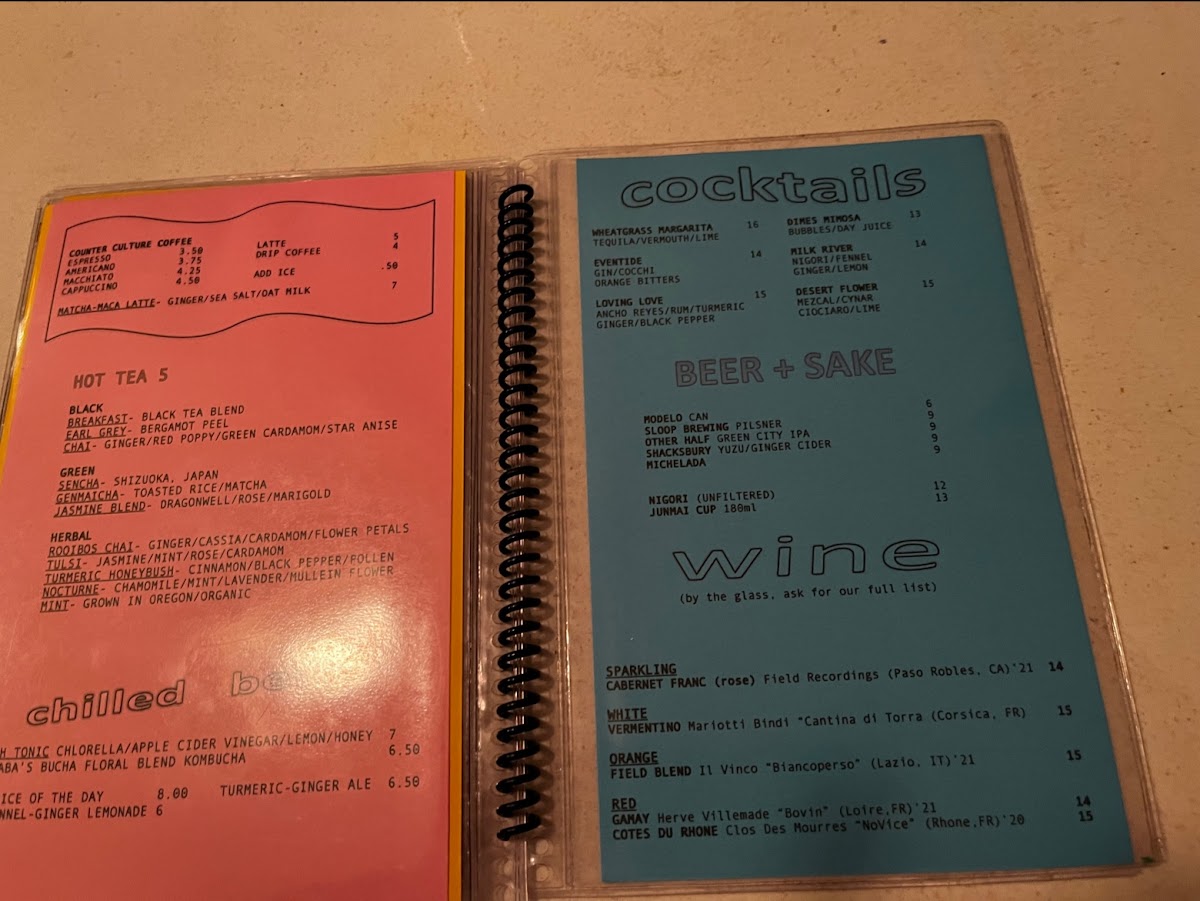 COUNTER CULTURE COFFEE
ESPRESSO 3.50
AMERICANO 3.75
MACCHIATO 4.25
CAPPUCCINO 4.50
LATTE 5
DRIP COFFEE 4
ADD ICE .50
MATCHA-MACA LATTE- GINGER/SEA SALT/OAT MILK 7
HOT TEA 5
BLACK
BREAKFAST- BLACK TEA BLEND
EARL GREY- BERGAMOT PEEL
CHAI- GINGER/RED POPPY/GREEN CARDAMOM/STAR ANISE
GREEN
SENCHA- SHIZUOKA, JAPAN
GENMAICHA- TOASTED RICE/MATCHA
JASMINE BLEND- DRAGONWELL/ROSE/MARIGOLD
HERBAL
ROOIBOS CHAI- GINGER/CASSIA/CARDAMOM/FLOWER PETALS
TULSI- JASMINE/MINT/ROSE/CARDAMOM
TURMERIC HONEYBUSH- CINNAMON/BLACK PEPPER/POLLEN
NOCTURNE- CHAMOMILE/MINT/LAVENDER/MULLEIN FLOWER
MINT- GROWN IN OREGON/ORGANIC
chilled
TONIC CHLORELLA/APPLE CIDER VINEGAR/LEMON/HONEY 7
BUCHA FLORAL BLEND KOMBUCHA 6.50
OF THE DAY 8.00 TURMERIC-GINGER ALE 6.50
GINGER LEMONADE 6
cocktails
WHEATGRASS MARGARITA 16
TEQUILA/VERMOUTH/LIME
EVENTIDE 14
GIN/COCCHI
ORANGE BITTERS
LOVING LOVE 15
ANCHO REYES/RUM/TURMERIC
GINGER/BLACK PEPPER
DIMES MIMOSA 13
BUBBLES/DAY JUICE
MILK RIVER 14
NIGORI/FENNEL
GINGER/LEMON
DESERT FLOWER 15
MEZCAL/CYNAR
CIOCIARO/LIME
BEER + SAKE
MODELO CAN 6
SLOOP BREWING PILSNER 9
OTHER HALF GREEN CITY IPA 9
SHACKSBURY YUZU/GINGER CIDER 9
MICHELADA 9
NIGORI (UNFILTERED) 12
JUNMAI CUP 180ml 13
wine
(by the glass, ask for our full list)
SPARKLING
CABERNET FRANC (rose) Field Recordings (Paso Robles, CA)'21 14
WHITE
VERMENTINO Mariotti Bindi "Cantina di Torra (Corsica, FR) 15
ORANGE
FIELD BLEND Il Vinco "Biancoperso" (Lazio, IT)'21 15
RED
GAMAY Herve Villemade "Bovin" (Loire,FR)'21 14
COTES DU RHONE Clos Des Mourres "NoVice" (Rhone,FR)'20 15